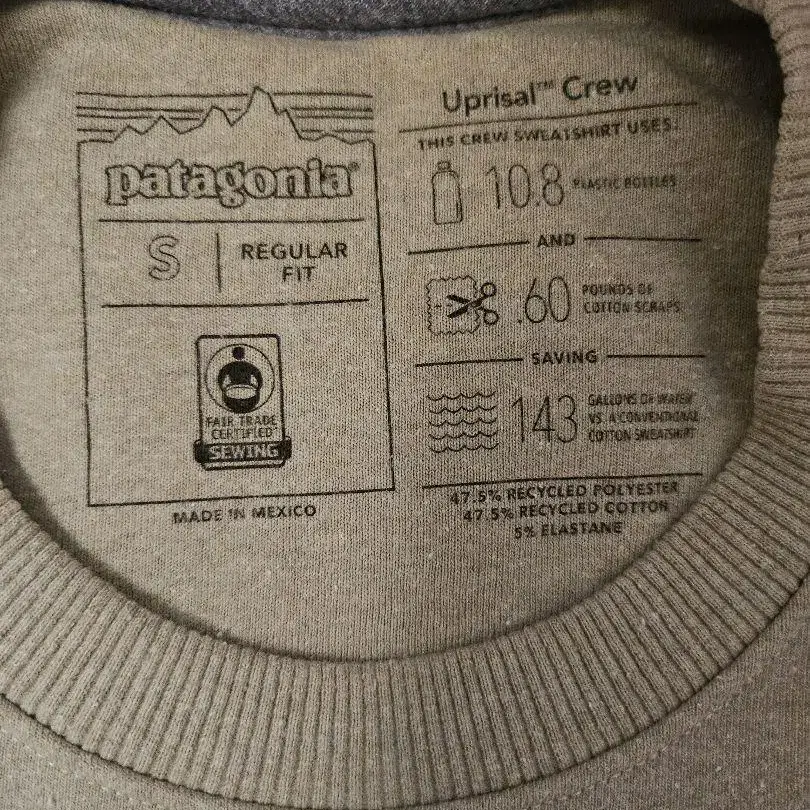 patagonia®
S
REGULAR
FIT
FAIR TRADE
CERTIFIED
SEWING
MADE IN MEXICO
Uprisal™ Crew
THIS CREW SWEATSHIRT USES:
10.8 PLASTIC BOTTLES
AND
.60 POUNDS OF
COTTON SCRAPS
SAVING
143 GALLONS OF WATER
VS. A CONVENTIONAL
COTTON SWEATSHIRT
47.5% RECYCLED POLYESTER
47.5% RECYCLED COTTON
5% ELASTANE